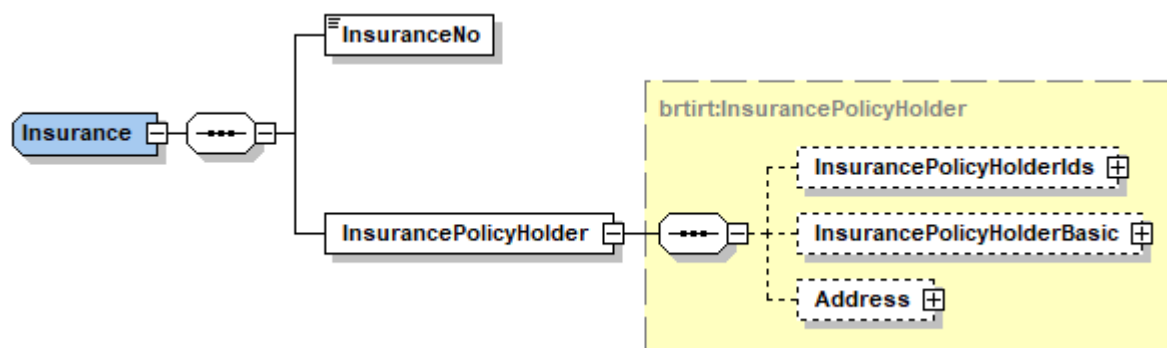 InsuranceNo
brtirt:InsurancePolicyHolder
Insurance
InsurancePolicyHolderIds
InsurancePolicyHolder
InsurancePolicyHolderBasic
Address